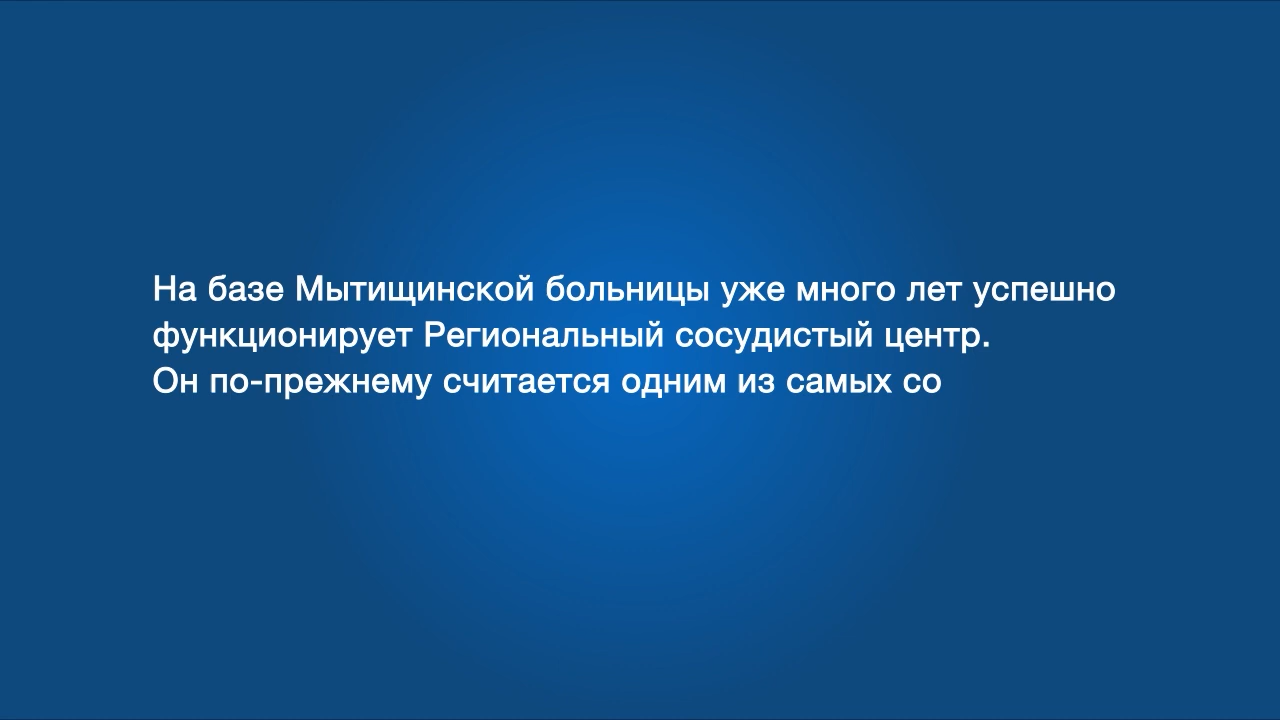 На базе Мытищинской больницы уже много лет успешно
функционирует Региональный сосудистый центр.
Он по-прежнему считается одним из самых со